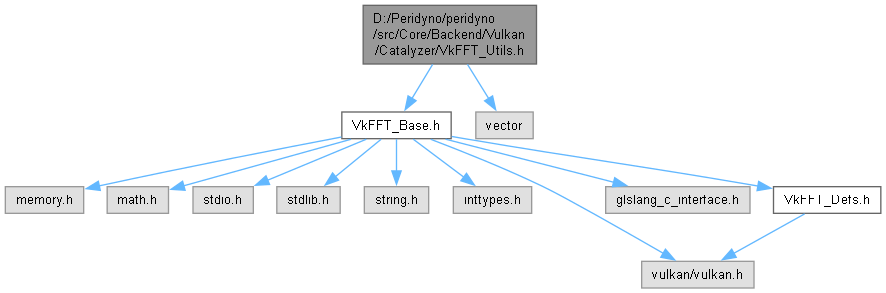 D:/Peridyno/peridyno
/src/Core/Backend/Vulkan
/Catalyzer/VkFFT_Utils.h
VkFFT_Base.h
vector
memory.h
math.h
stdio.h
stdlib.h
string.h
inttypes.h
glslang_c_interface.h
VkFFT_Defs.h
vulkan/vulkan.h